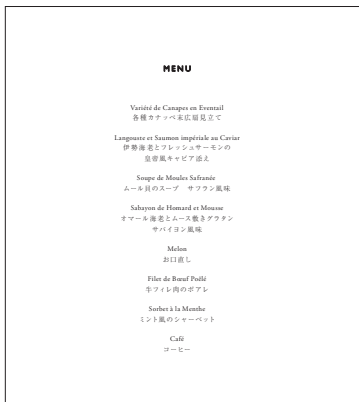 MENU
Variété de Canapes en Eventail
各種カナッペ末広扇見立て
Langouste et Saumon impériale au Caviar
伊勢海老とフレッシュサーモンの
皇帝風キャビア添え
Soupe de Moules Safranée
ムール貝のスープ　サフラン風味
Sabayon de Homard et Mousse
オマール海老とムース敷きグラタン
サバイヨン風味
Melon
お口直し
Filet de Bœuf Poêlé
牛フィレ肉のポアレ
Sorbet à la Menthe
ミント風のシャーベット
Café
コーヒー